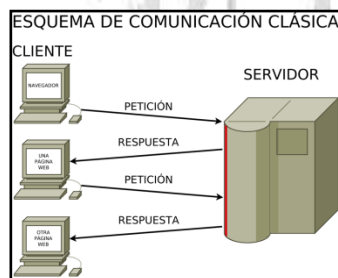 ESQUEMA DE COMUNICACIÓN CLÁSICA
CLIENTE
SERVIDOR
NAVEGADOR
PETICIÓN
RESPUESTA
UNA
PÁGINA
WEB
PETICIÓN
RESPUESTA
OTRA
PÁGINA
WEB